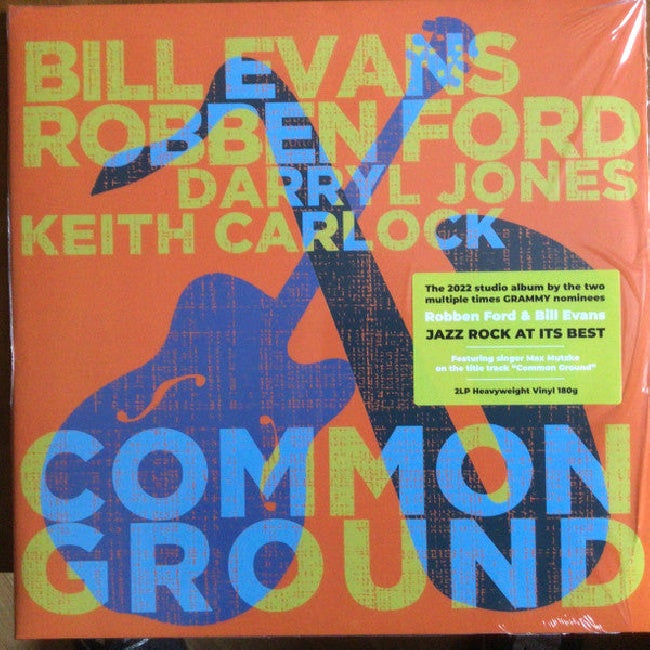 BILL EVANS
ROBBEN FORD
DARRYL JONES
KEITH CARLOCK
The 2022 studio album by the two
multiple times GRAMMY nominees
Robben Ford & Bill Evans
JAZZ ROCK AT ITS BEST
Featuring singer Max Mutzke
on the title track "Common Ground"
2LP Heavyweight Vinyl 180g
COMMON
GROUND